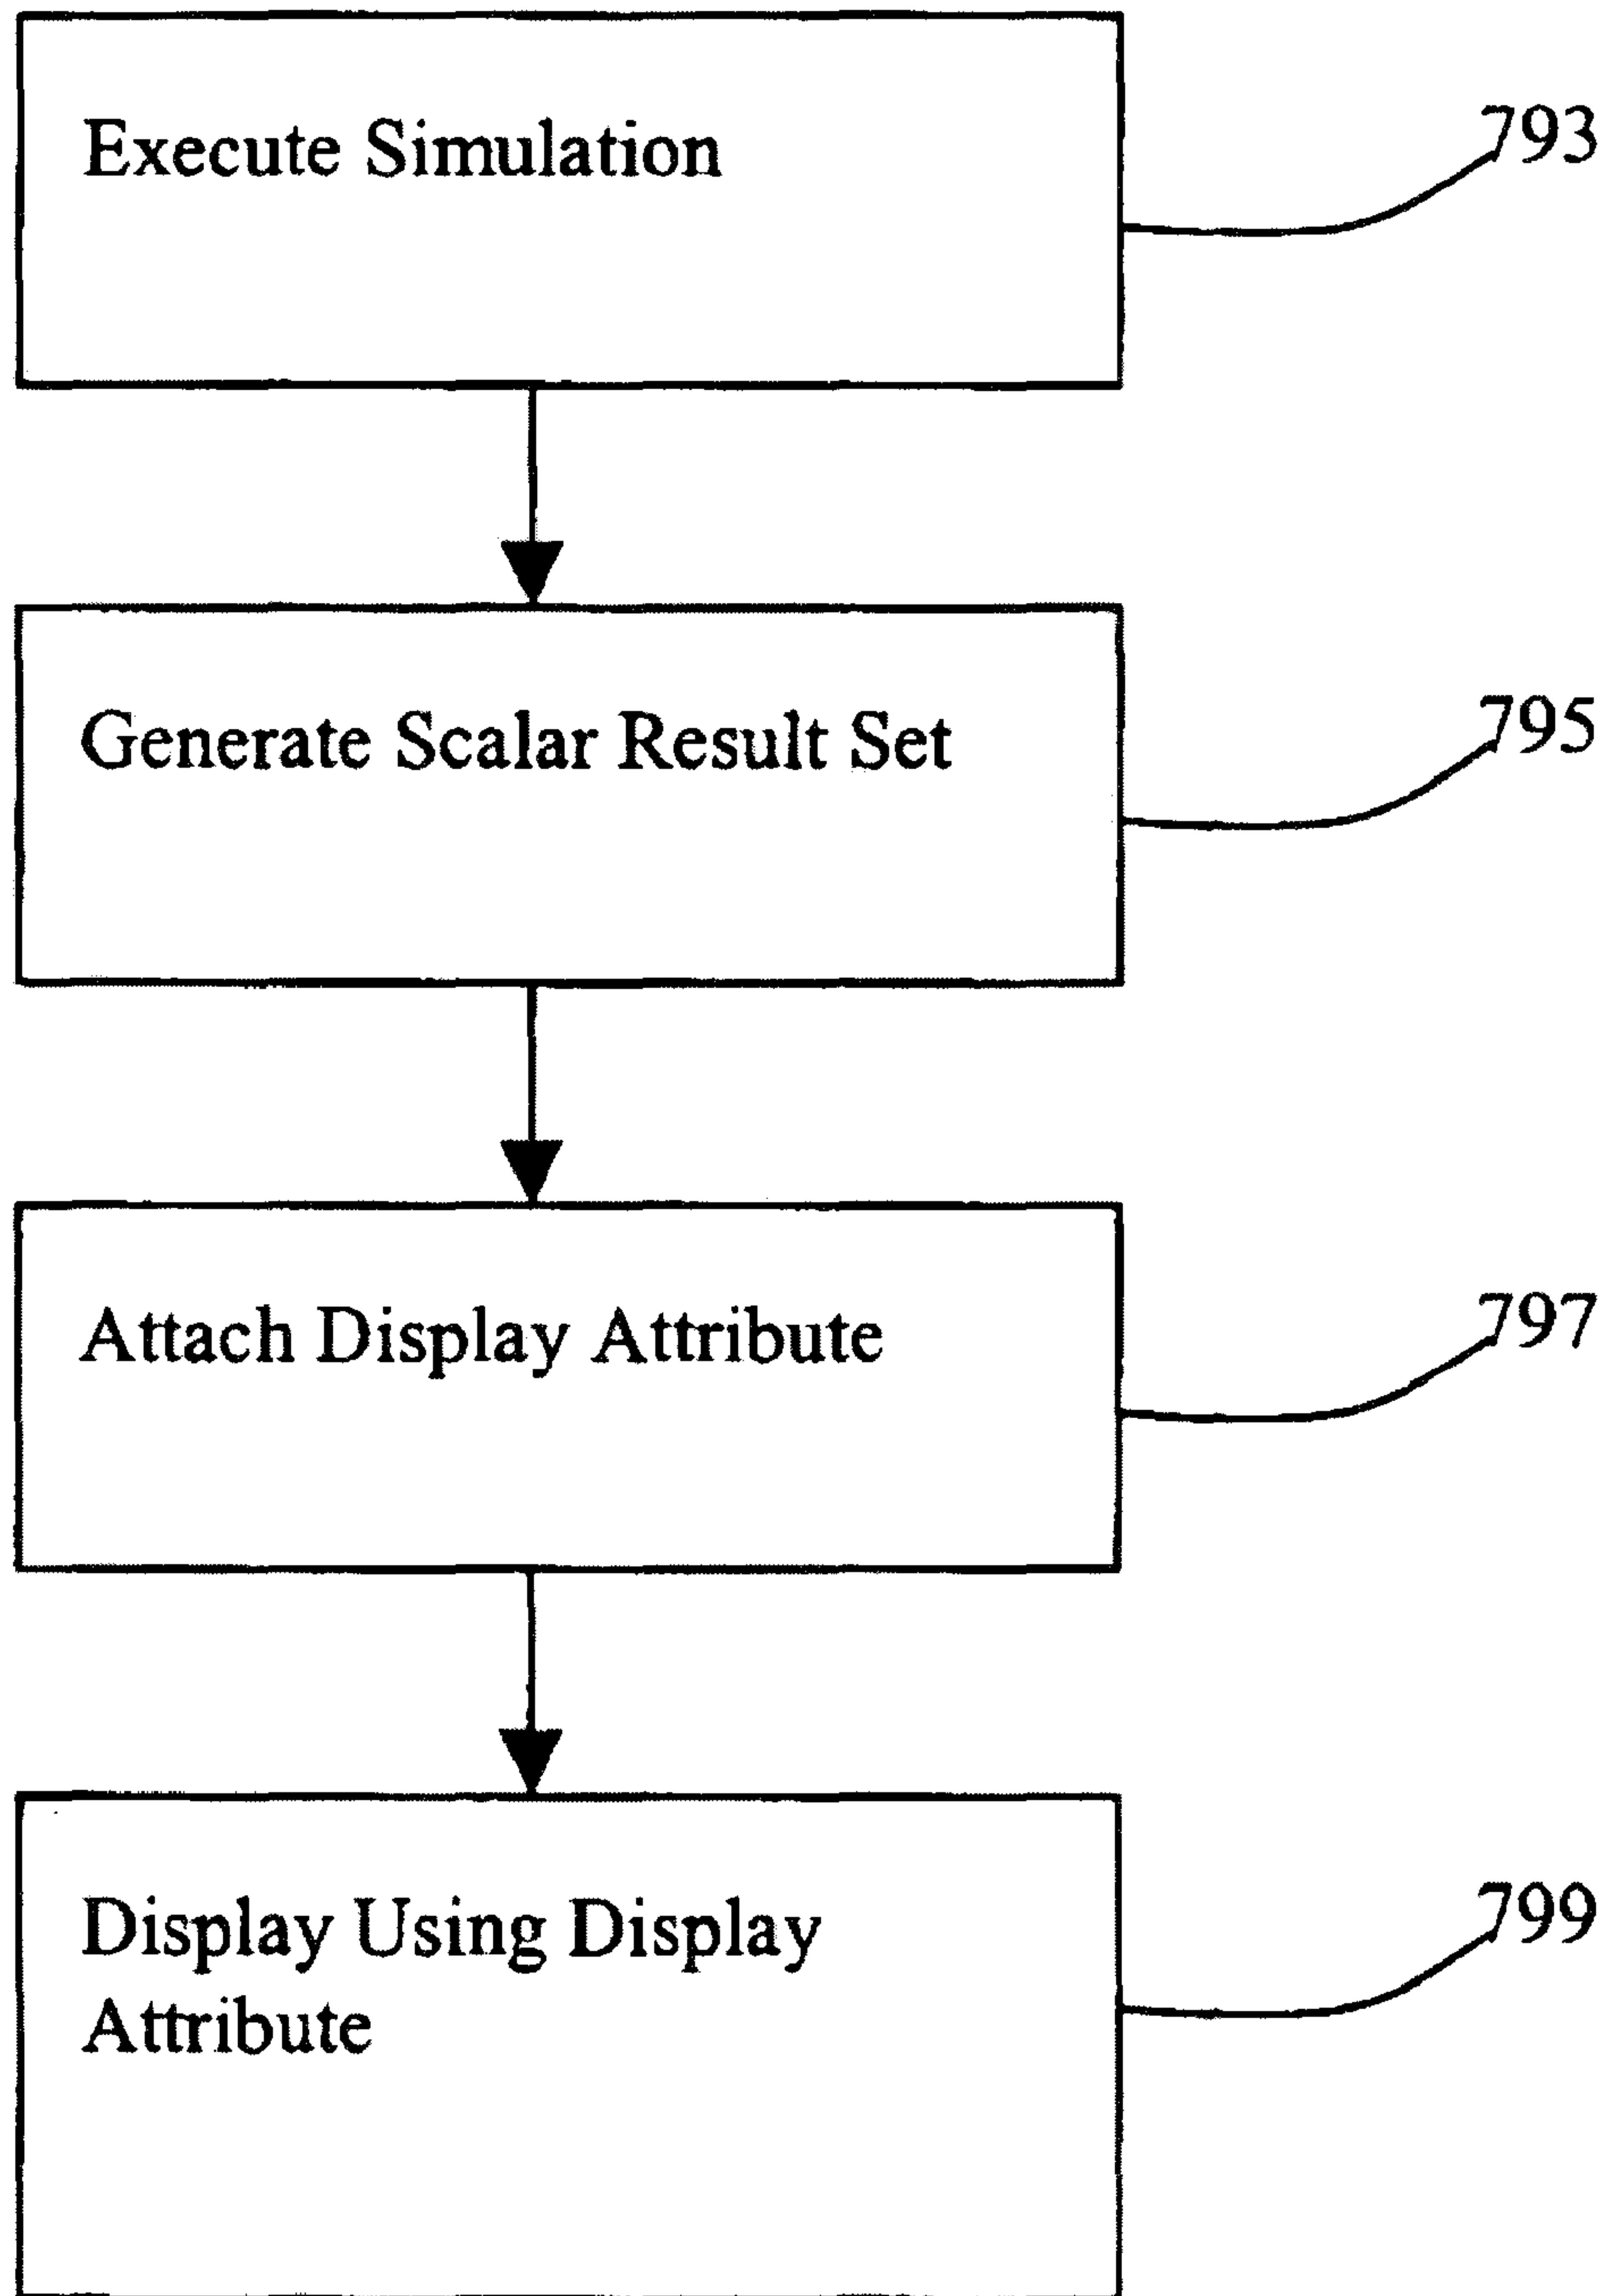 Execute Simulation
793
Generate Scalar Result Set
795
Attach Display Attribute
797
Display Using Display
Attribute
799